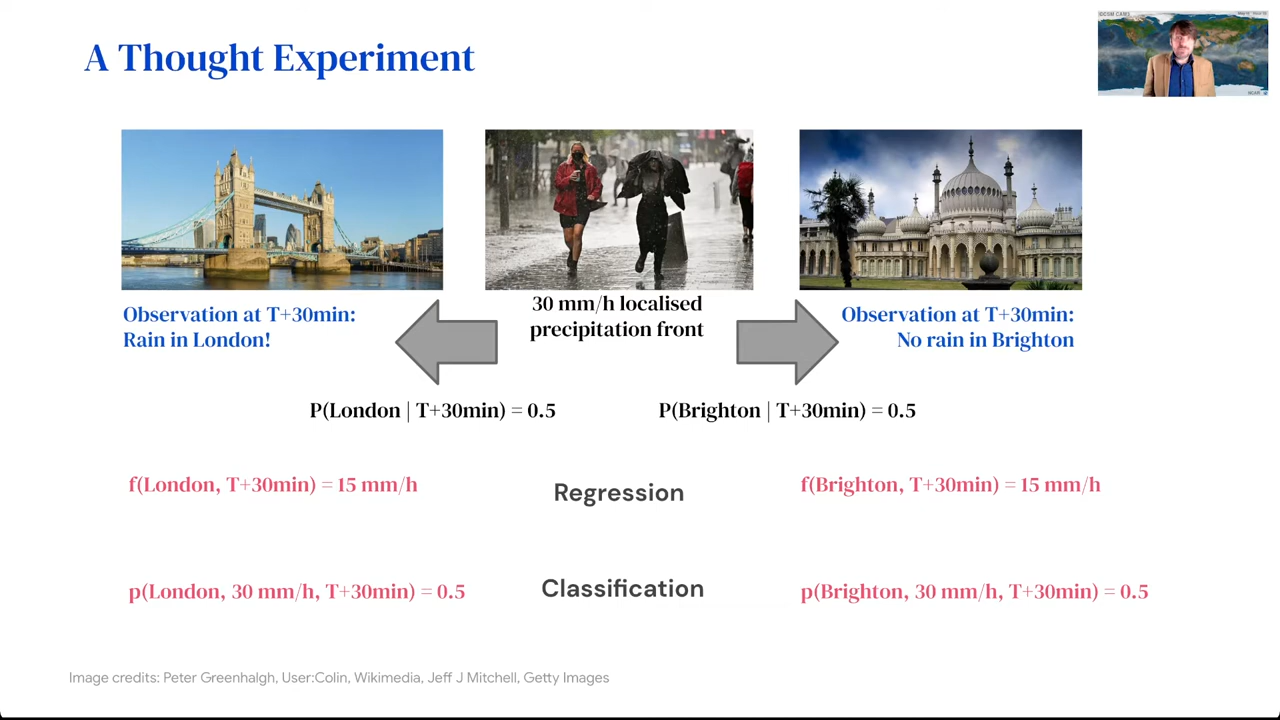 A Thought Experiment
30 mm/h localised
precipitation front
Observation at T+30min:
Rain in London!
Observation at T+30min:
No rain in Brighton
P(London | T+30min) = 0.5
P(Brighton | T+30min) = 0.5
f(London, T+30min) = 15 mm/h
Regression
f(Brighton, T+30min) = 15 mm/h
p(London, 30 mm/h, T+30min) = 0.5
Classification
p(Brighton, 30 mm/h, T+30min) = 0.5
Image credits: Peter Greenhalgh, User:Colin, Wikimedia, Jeff J Mitchell, Getty Images